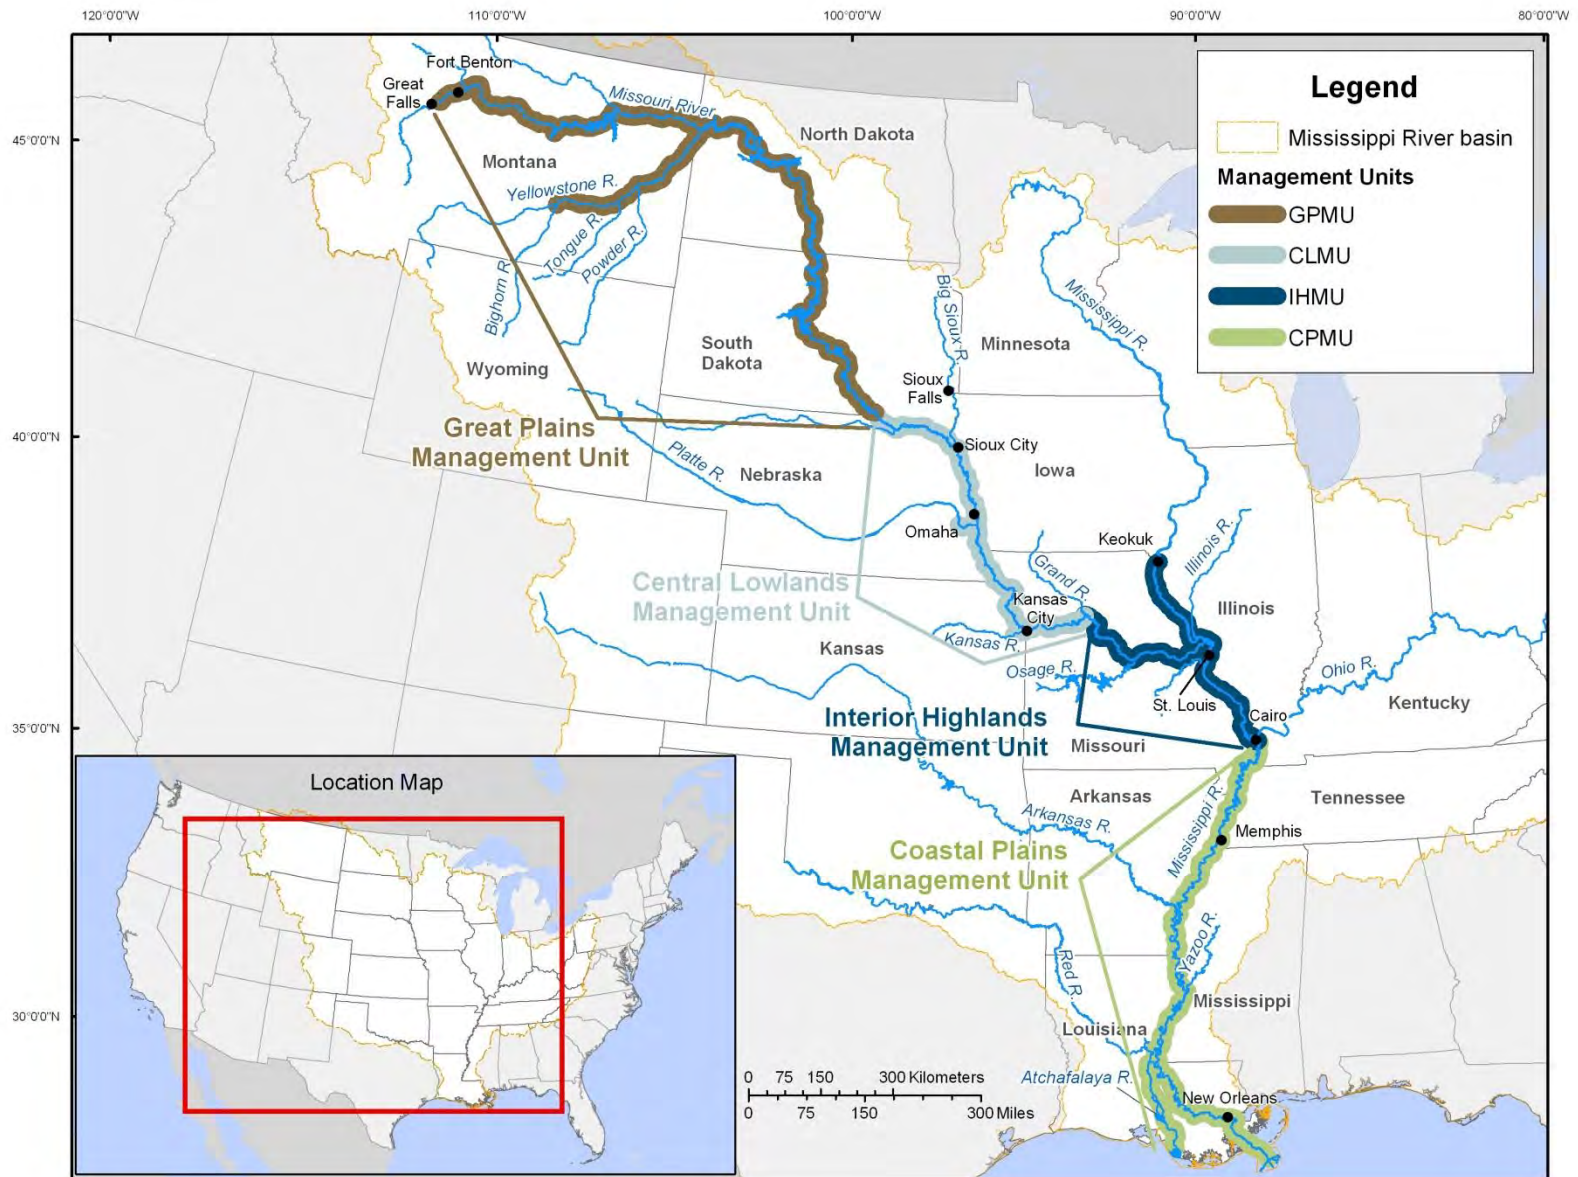 120°0'0"W
110°0'0"W
100°0'0"W
90°0'0"W
80°0'0"W
45°0'0"N
40°0'0"N
35°0'0"N
30°0'0"N
Legend
Mississippi River basin
Management Units
GPMU
CLMU
IHMU
CPMU
Fort Benton
Great
Falls
Missouri River
North Dakota
Montana
Yellowstone R.
Tongue R.
Powder R.
Bighorn R.
Big Sioux R.
Mississippi R.
Minnesota
South
Dakota
Wyoming
Sioux
Falls
Great Plains
Management Unit
Sioux City
Platte R.
Nebraska
Iowa
Omaha
Keokuk
Illinois R.
Grand R.
Central Lowlands
Management Unit
Kansas
City
Illinois
Kansas R.
Kansas
Osage R.
Ohio R.
St. Louis
Kentucky
Cairo
Interior Highlands
Management Unit
Missouri
Location Map
Arkansas
Tennessee
Arkansas R.
Mississippi R.
Memphis
Coastal Plains
Management Unit
Yazoo R.
Red R.
Mississippi
Louisiana
Atchafalaya R.
New Orleans
0 75 150 300 Kilometers
0 75 150 300 Miles